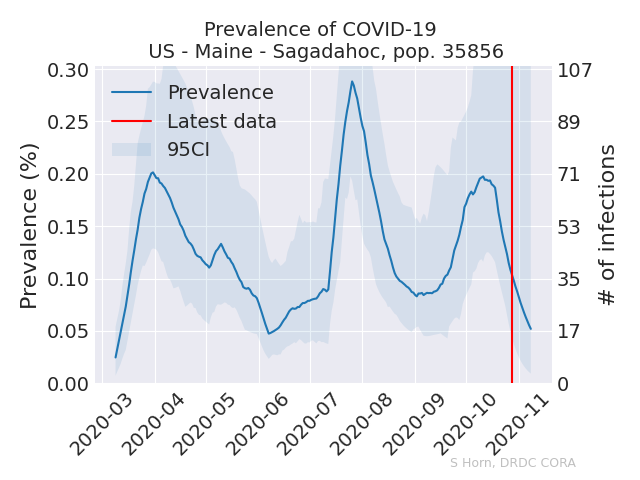 Prevalence of COVID-19
US - Maine - Sagadahoc, pop. 35856
Prevalence
Latest data
95CI
Prevalence (%)
0.30
0.25
0.20
0.15
0.10
0.05
0.00
107
89
71
53
35
17
0
# of infections
2020-03
2020-04
2020-05
2020-06
2020-07
2020-08
2020-09
2020-10
2020-11
S Horn, DRDC CORA